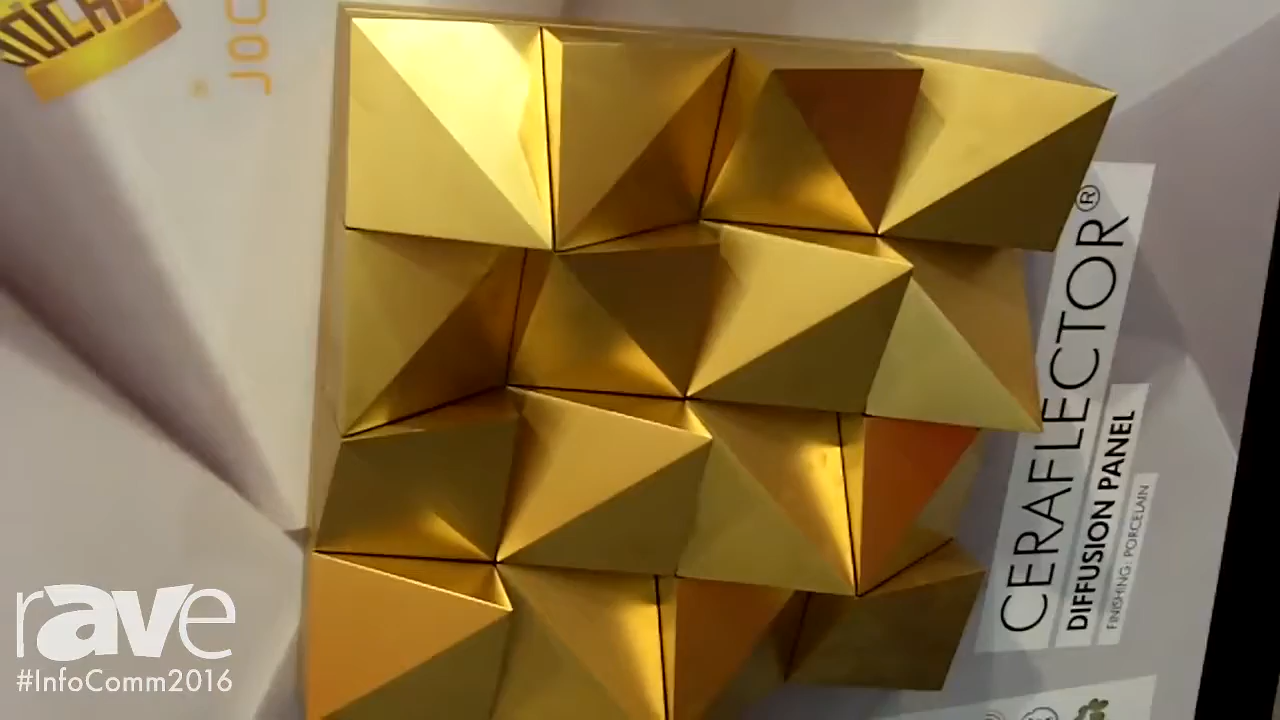 CERAFLECTOR®
DIFFUSION PANEL
FINISHING: PORCELAIN
rave
#InfoComm2016